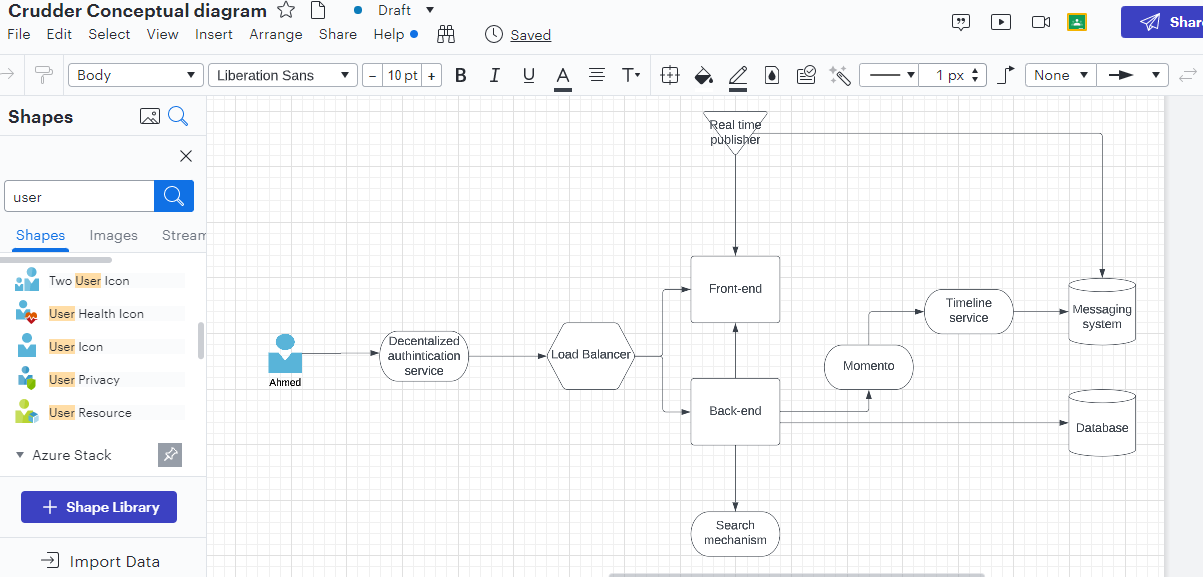 Crudder Conceptual diagram
Draft
File Edit Select View Insert Arrange Share Help
Saved
Body
Liberation Sans
− 10 pt +
B I U A T
1 px
None
Shapes
user
Shapes Images
Two User Icon
User Health Icon
User Icon
User Privacy
User Resource
Azure Stack
+ Shape Library
Import Data
Real time
publisher
Front-end
Timeline
service
Messaging
system
Decentalized
authintication
service
Load Balancer
Momento
Ahmed
Back-end
Database
Search
mechanism